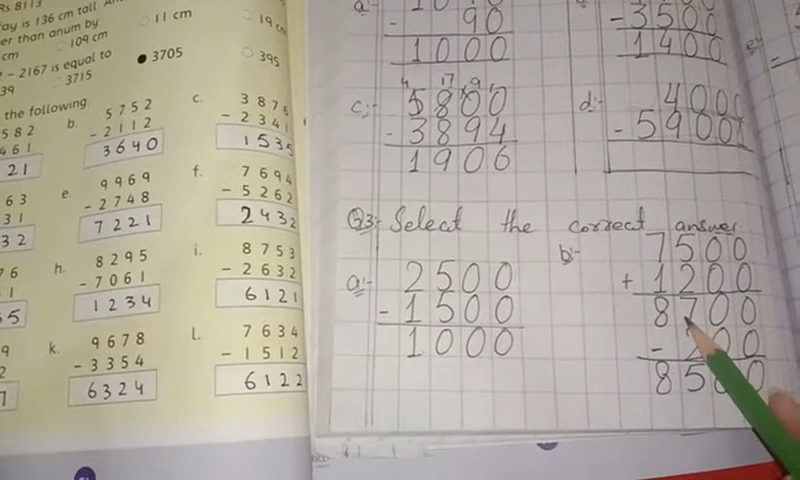 Rs 8113
ay is 136 cm tall
er than anum by
cm
109 cm
11 cm
19 cm
- 2167 is equal to
39
3715
3705
395
the following
582
461
21
b. 5752
- 2112
3640
c. 3876
- 2341
1535
63
31
32
e. 9969
- 2748
7221
f. 7694
- 5262
2432
76
1
5
h. 8295
- 7061
1234
i. 8753
- 2632
6121
9
2
7
k. 9678
- 3354
6324
l. 7634
- 1512
6122
a:-
- 90
1000
- 3500
1400
c:- 5800
- 3894
1906
d:- 400
- 5900
Q3:- Select the correct answer
a:- 2500
- 1500
1000
b:- 7500
+ 1200
8700
- 200
8500